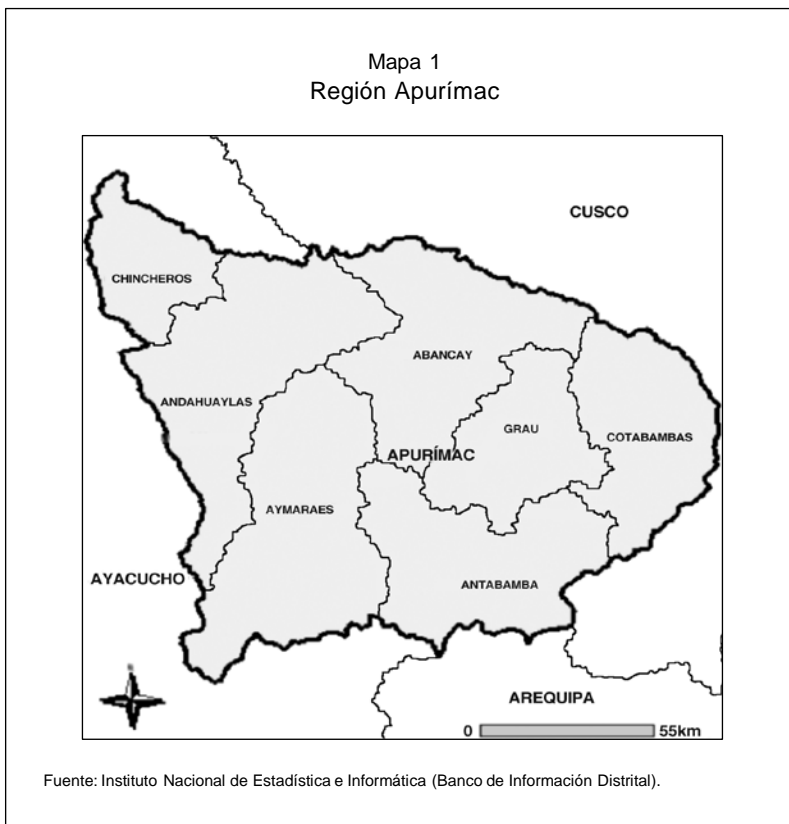 Mapa 1
Región Apurímac
CUSCO
CHINCHEROS
ABANCAY
ANDAHUAYLAS
GRAU
COTABAMBAS
APURÍMAC
AYMARAES
AYACUCHO
ANTABAMBA
AREQUIPA
0 55km
Fuente: Instituto Nacional de Estadística e Informática (Banco de Información Distrital).